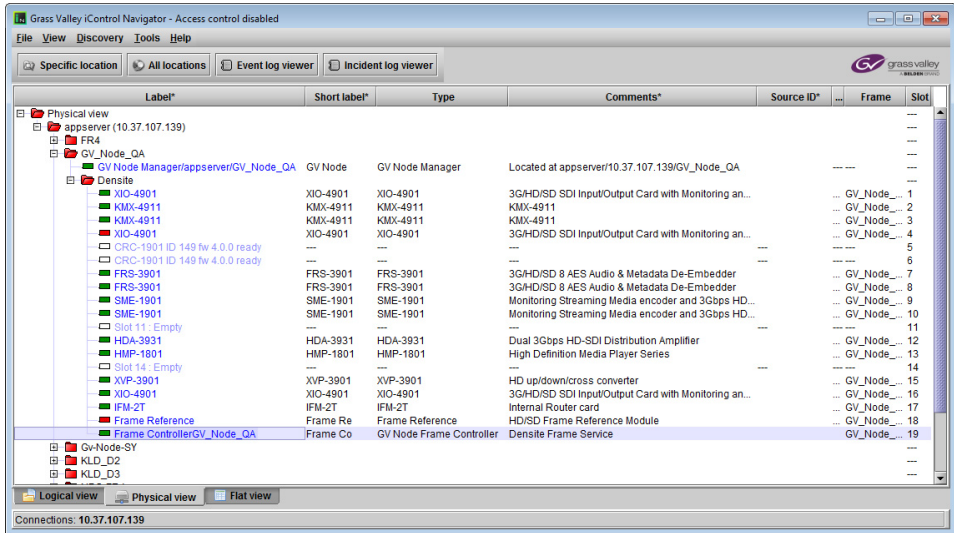 Grass Valley iControl Navigator - Access control disabled
File View Discovery Tools Help
Specific location All locations Event log viewer Incident log viewer
GV grass valley
A BELDEN BRAND
Label* Short label* Type Comments* Source ID* ... Frame Slot
Physical view ---
appserver (10.37.107.139) ---
FR4 ---
GV_Node_QA ---
GV Node Manager/appserver/GV_Node_QA GV Node GV Node Manager Located at appserver/10.37.107.139/GV_Node_QA --- --- ---
Densite ---
XIO-4901 XIO-4901 XIO-4901 3G/HD/SD SDI Input/Output Card with Monitoring an... ... GV_Node_... 1
KMX-4911 KMX-4911 KMX-4911 KMX-4911 ... GV_Node_... 2
KMX-4911 KMX-4911 KMX-4911 KMX-4911 ... GV_Node_... 3
XIO-4901 XIO-4901 XIO-4901 3G/HD/SD SDI Input/Output Card with Monitoring an... ... GV_Node_... 4
CRC-1901 ID 149 fw 4.0.0 ready --- --- --- --- --- --- 5
CRC-1901 ID 149 fw 4.0.0 ready --- --- --- --- --- --- 6
FRS-3901 FRS-3901 FRS-3901 3G/HD/SD 8 AES Audio & Metadata De-Embedder ... GV_Node_... 7
FRS-3901 FRS-3901 FRS-3901 3G/HD/SD 8 AES Audio & Metadata De-Embedder ... GV_Node_... 8
SME-1901 SME-1901 SME-1901 Monitoring Streaming Media encoder and 3Gbps HD... ... GV_Node_... 9
SME-1901 SME-1901 SME-1901 Monitoring Streaming Media encoder and 3Gbps HD... ... GV_Node_... 10
Slot 11 : Empty --- --- --- --- --- --- 11
HDA-3931 HDA-3931 HDA-3931 Dual 3Gbps HD-SDI Distribution Amplifier ... GV_Node_... 12
HMP-1801 HMP-1801 HMP-1801 High Definition Media Player Series ... GV_Node_... 13
Slot 14 : Empty --- --- --- --- --- --- 14
XVP-3901 XVP-3901 XVP-3901 HD up/down/cross converter ... GV_Node_... 15
XIO-4901 XIO-4901 XIO-4901 3G/HD/SD SDI Input/Output Card with Monitoring an... ... GV_Node_... 16
IFM-2T IFM-2T IFM-2T Internal Router card ... GV_Node_... 17
Frame Reference Frame Re Frame Reference HD/SD Frame Reference Module ... GV_Node_... 18
Frame ControllerGV_Node_QA Frame Co GV Node Frame Controller Densite Frame Service GV_Node_... 19
Gv-Node-SY ---
KLD_D2 ---
KLD_D3 ---
Logical view Physical view Flat view
Connections: 10.37.107.139